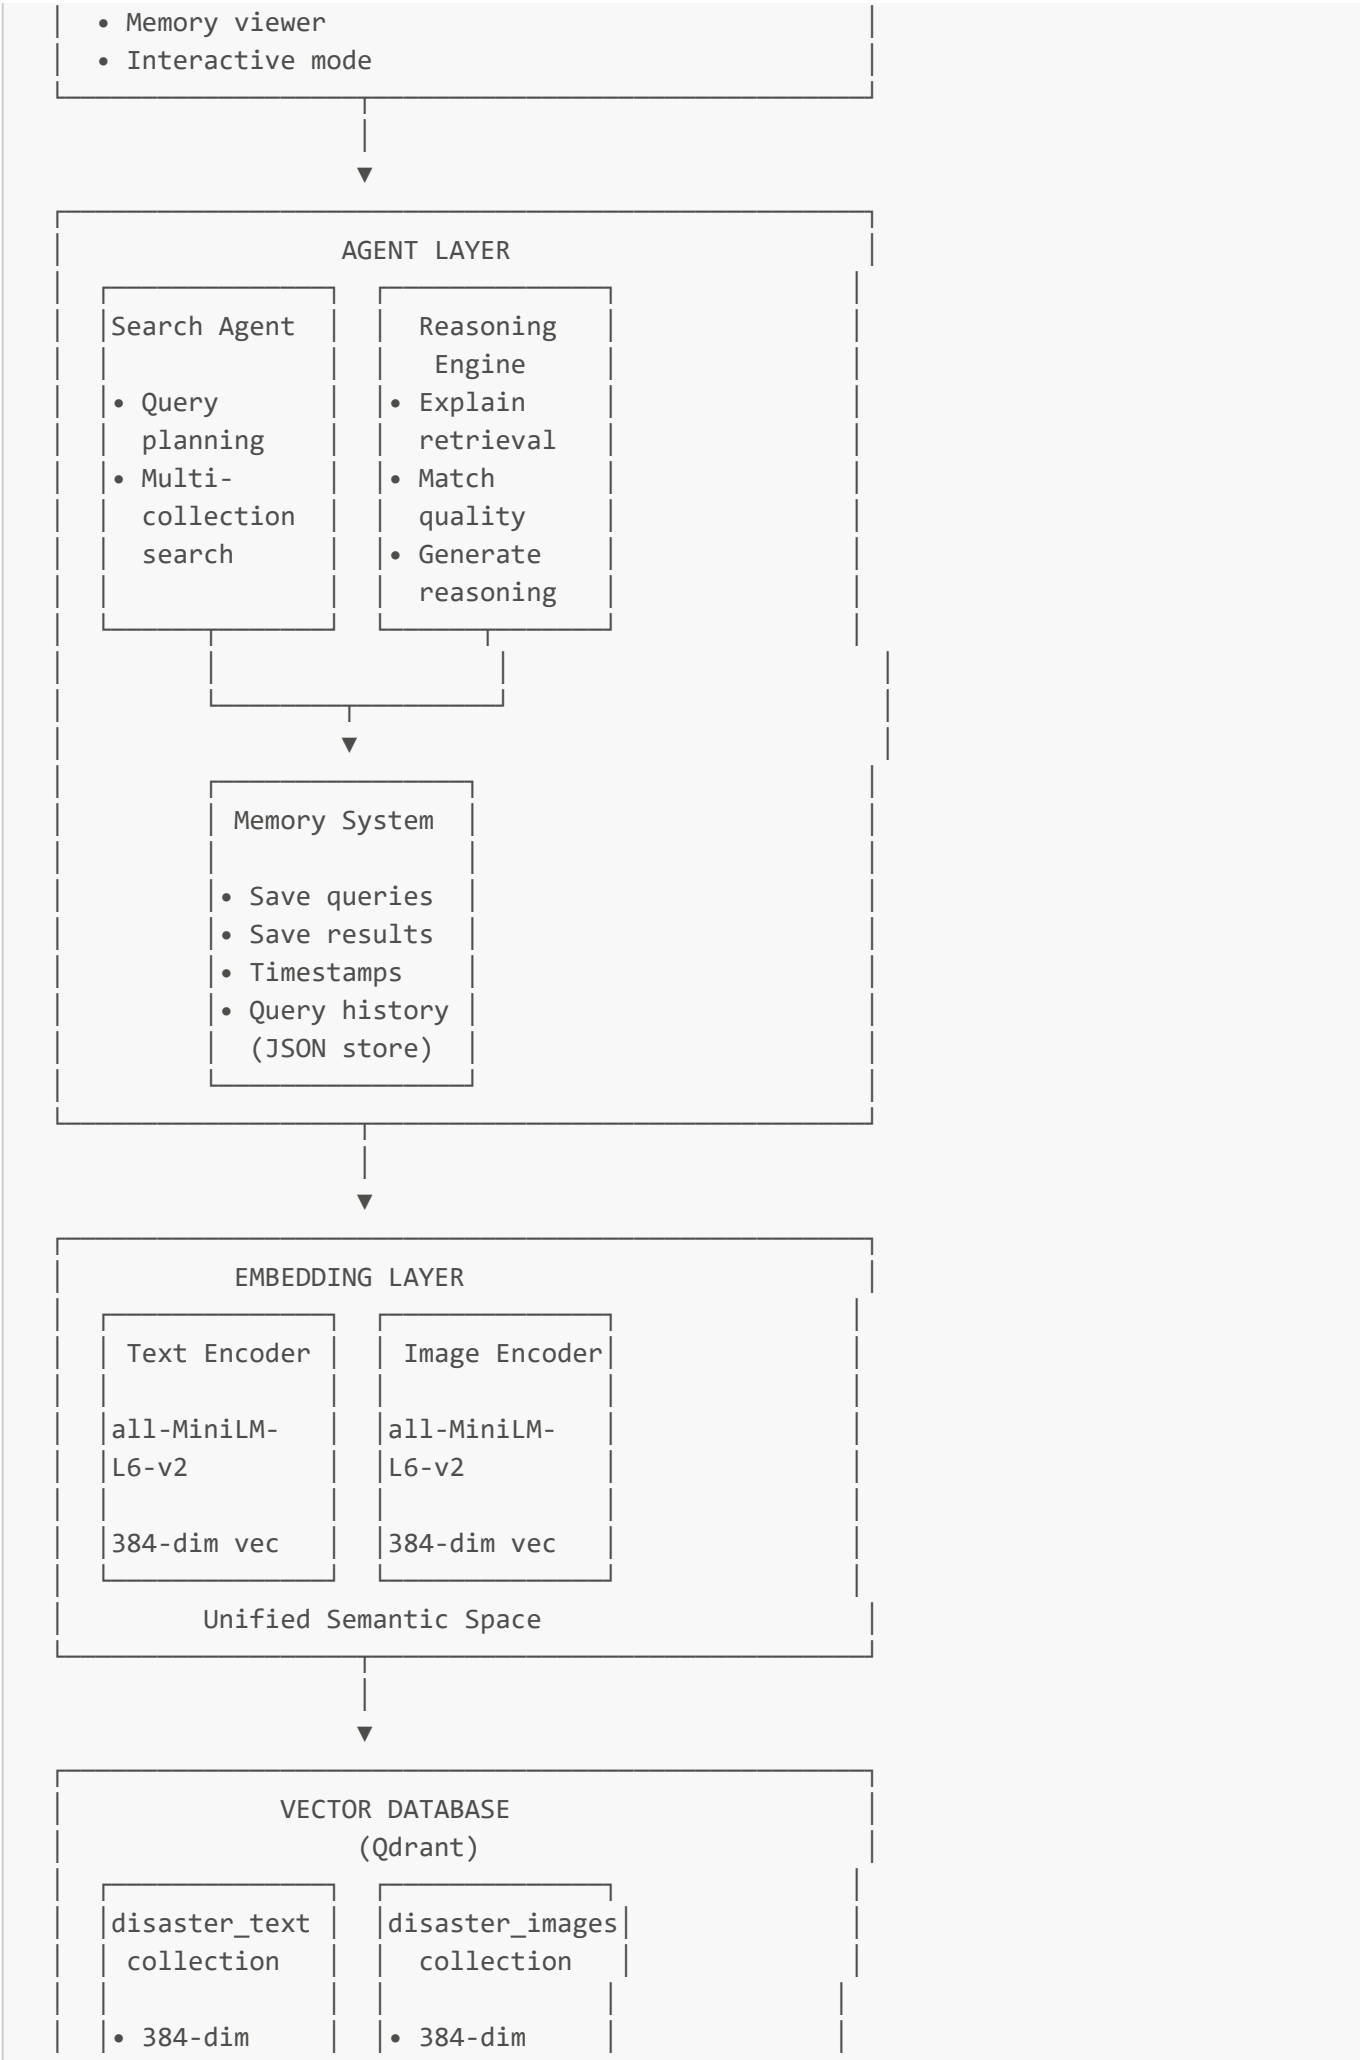 • Memory viewer
• Interactive mode
▼
AGENT LAYER
Search Agent Reasoning
Engine
• Query • Explain
planning retrieval
• Multi- • Match
collection quality
search • Generate
reasoning
▼
Memory System
• Save queries
• Save results
• Timestamps
• Query history
(JSON store)
▼
EMBEDDING LAYER
Text Encoder Image Encoder
all-MiniLM- all-MiniLM-
L6-v2 L6-v2
384-dim vec 384-dim vec
Unified Semantic Space
▼
VECTOR DATABASE
(Qdrant)
disaster_text disaster_images
collection collection
• 384-dim • 384-dim